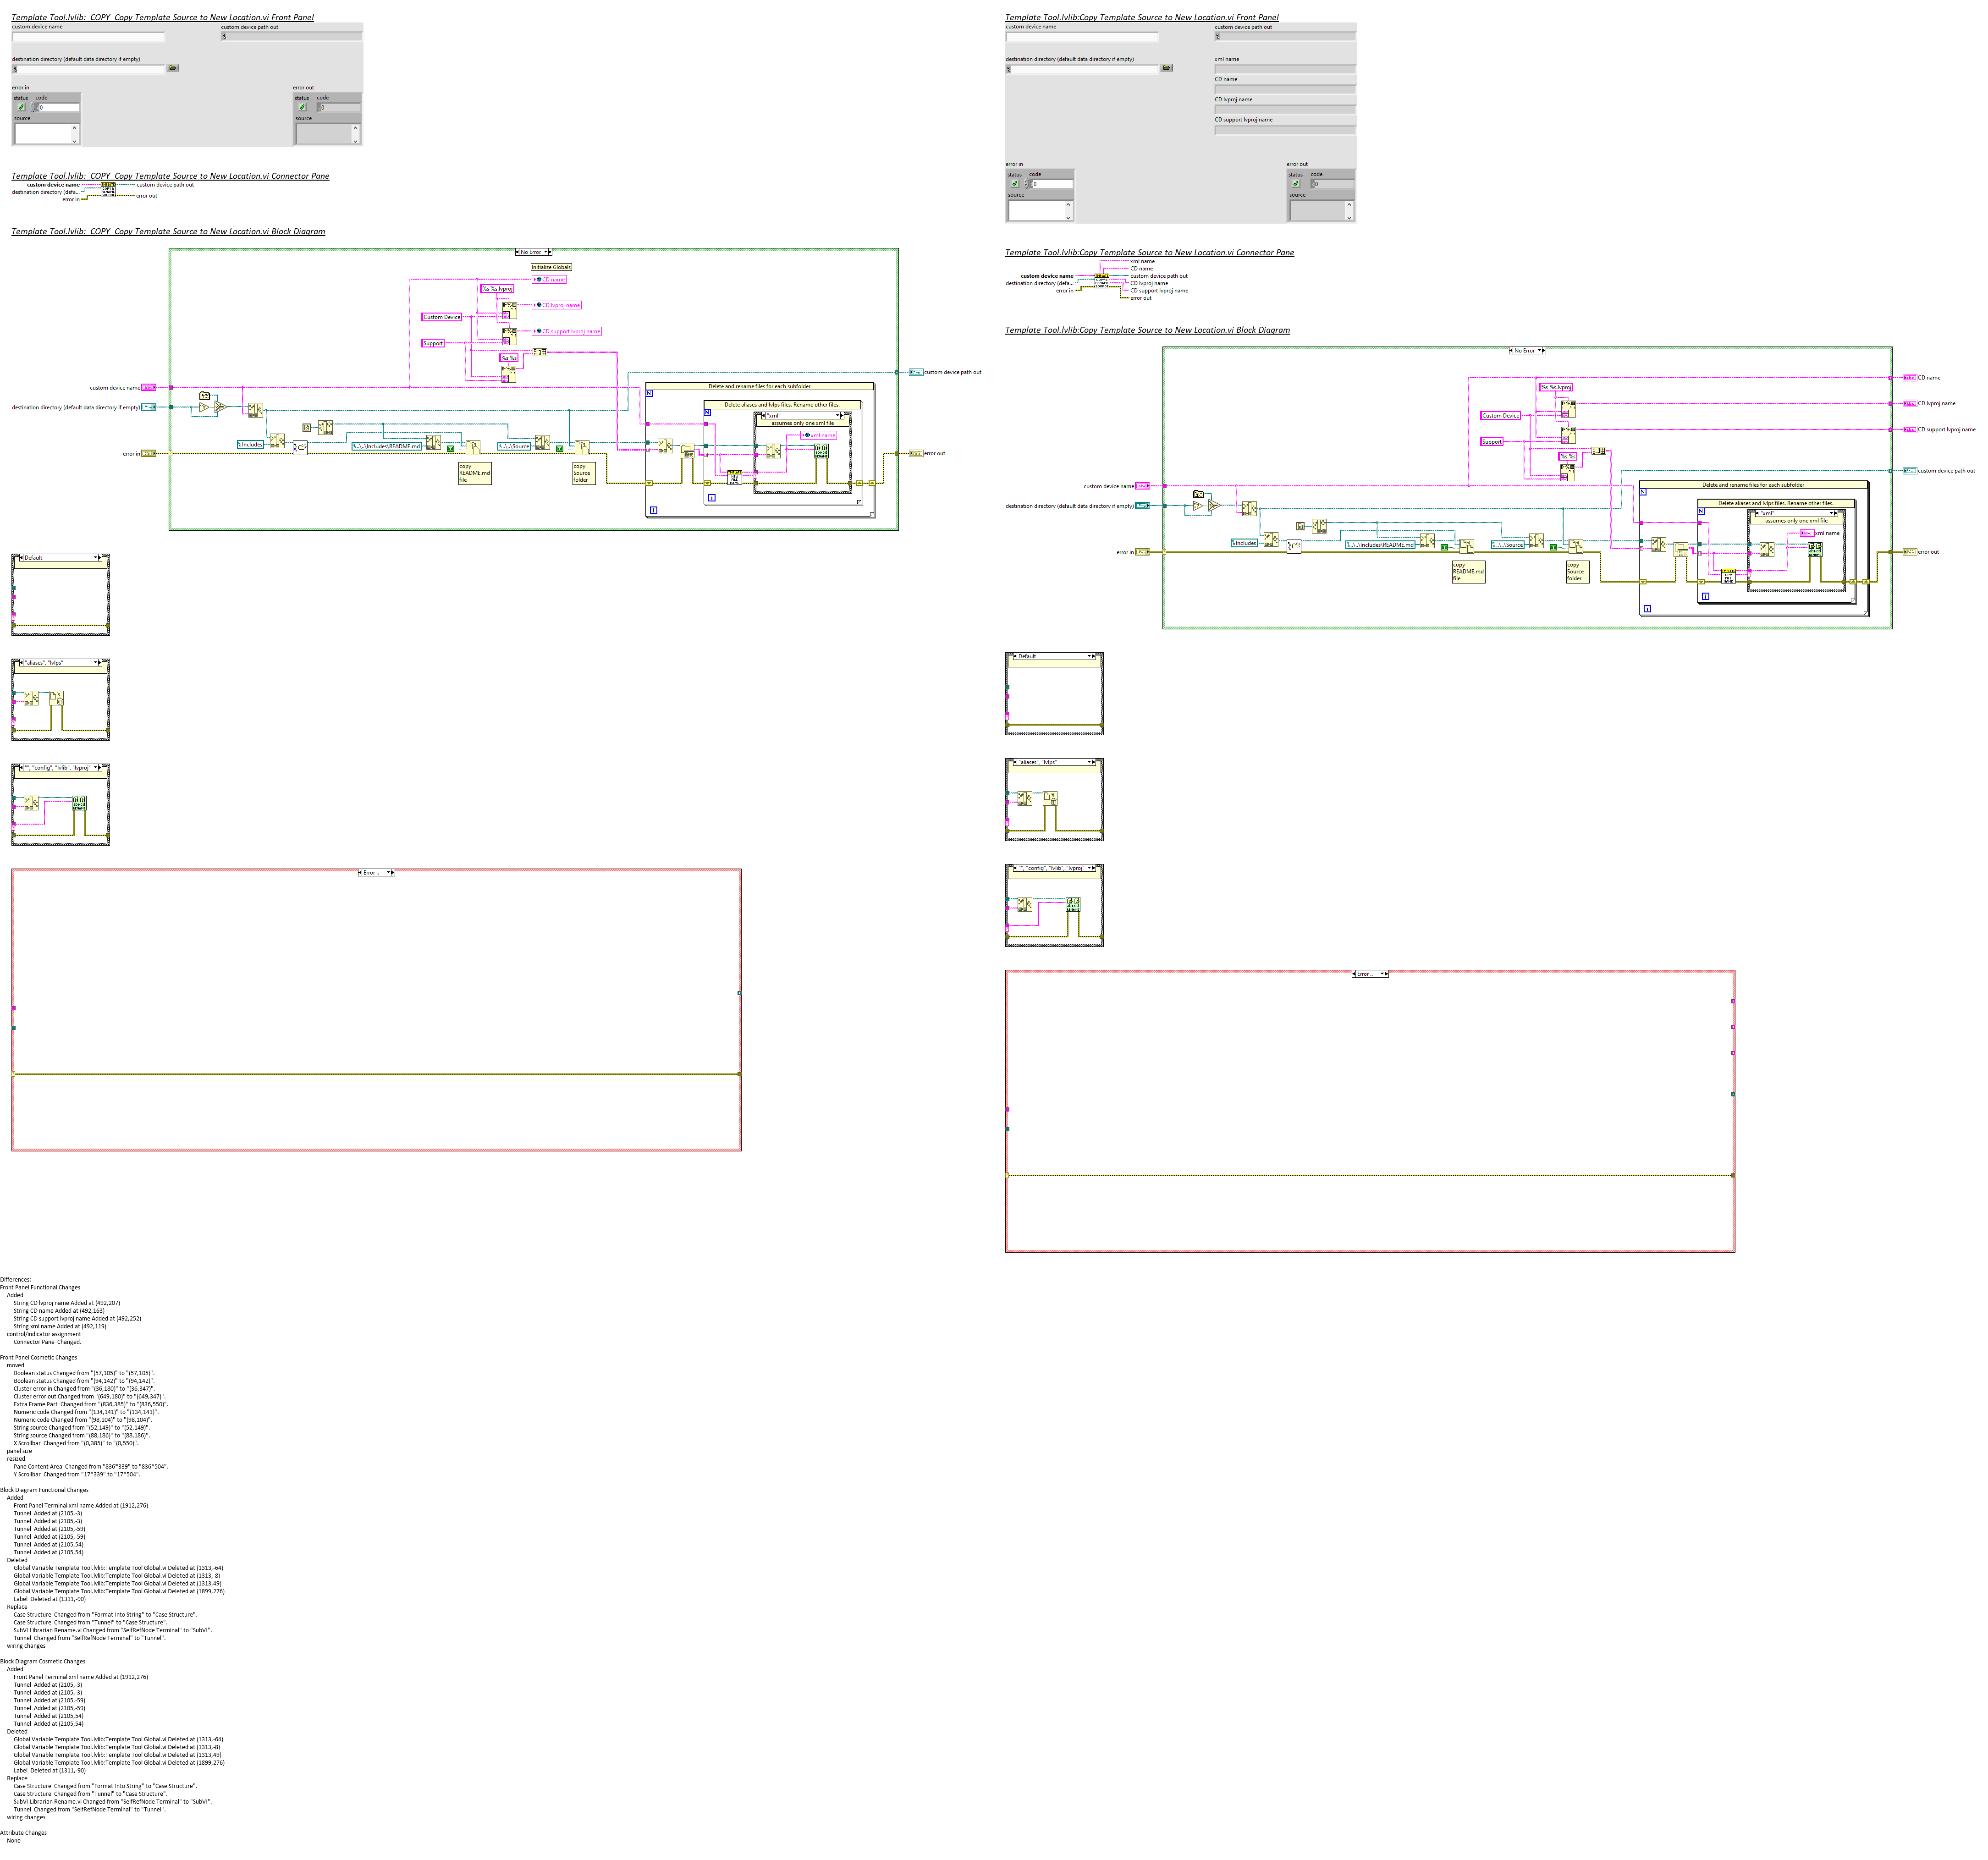 Template Tool.lvlib:_COPY_Copy Template Source to New Location.vi Front Panel
custom device name
custom device path out
destination directory (default data directory if empty)
error in
error out
status code
status code
0
0
source
source
Template Tool.lvlib:_COPY_Copy Template Source to New Location.vi Connector Pane
custom device name
custom device path out
destination directory (defa...
error in
error out
Template Tool.lvlib:_COPY_Copy Template Source to New Location.vi Block Diagram
No Error
Initialize Globals
CD name
%s %s.lvproj
CD lvproj name
Custom Device
CD support lvproj name
Support
%s %s
custom device path out
custom device name
Delete and rename files for each subfolder
destination directory (default data directory if empty)
Delete aliases and lvlps files. Rename other files.
"xml"
assumes only one xml file
xml name
\Includes
\..\..\Includes\README.md
\..\..\Source
error in
error out
copy
README.md
file
copy
Source
folder
N
N
i
i
Default
"aliases", "lvlps"
"", "config", "lvlib", "lvproj"
Error
Template Tool.lvlib:Copy Template Source to New Location.vi Front Panel
custom device name
custom device path out
destination directory (default data directory if empty)
xml name
CD name
CD lvproj name
CD support lvproj name
error in
error out
status code
status code
0
0
source
source
Template Tool.lvlib:Copy Template Source to New Location.vi Connector Pane
xml name
CD name
custom device name
custom device path out
destination directory (defa...
CD lvproj name
error in
CD support lvproj name
error out
Template Tool.lvlib:Copy Template Source to New Location.vi Block Diagram
No Error
CD name
%s %s.lvproj
CD lvproj name
Custom Device
CD support lvproj name
Support
%s %s
custom device path out
custom device name
Delete and rename files for each subfolder
destination directory (default data directory if empty)
Delete aliases and lvlps files. Rename other files.
"xml"
assumes only one xml file
xml name
\Includes
\..\..\Includes\README.md
\..\..\Source
error in
error out
copy
README.md
file
copy
Source
folder
N
N
i
i
Default
"aliases", "lvlps"
"", "config", "lvlib", "lvproj"
Error
Differences:
Front Panel Functional Changes
Added
String CD lvproj name Added at (492,207)
String CD name Added at (492,163)
String CD support lvproj name Added at (492,252)
String xml name Added at (492,119)
control/indicator assignment
Connector Pane Changed.
Front Panel Cosmetic Changes
moved
Boolean status Changed from "(57,105)" to "(57,105)".
Boolean status Changed from "(94,142)" to "(94,142)".
Cluster error in Changed from "(36,180)" to "(36,347)".
Cluster error out Changed from "(649,180)" to "(649,347)".
Extra Frame Part Changed from "(836,385)" to "(836,550)".
Numeric code Changed from "(134,141)" to "(134,141)".
Numeric code Changed from "(98,104)" to "(98,104)".
String source Changed from "(52,149)" to "(52,149)".
String source Changed from "(88,186)" to "(88,186)".
X Scrollbar Changed from "(0,385)" to "(0,550)".
panel size
resized
Pane Content Area Changed from "836*339" to "836*504".
Y Scrollbar Changed from "17*339" to "17*504".
Block Diagram Functional Changes
Added
Front Panel Terminal xml name Added at (1912,276)
Tunnel Added at (2105,-3)
Tunnel Added at (2105,-3)
Tunnel Added at (2105,-59)
Tunnel Added at (2105,-59)
Tunnel Added at (2105,54)
Tunnel Added at (2105,54)
Deleted
Global Variable Template Tool.lvlib:Template Tool Global.vi Deleted at (1313,-64)
Global Variable Template Tool.lvlib:Template Tool Global.vi Deleted at (1313,-8)
Global Variable Template Tool.lvlib:Template Tool Global.vi Deleted at (1313,49)
Global Variable Template Tool.lvlib:Template Tool Global.vi Deleted at (1899,276)
Label Deleted at (1311,-90)
Replace
Case Structure Changed from "Format Into String" to "Case Structure".
Case Structure Changed from "Tunnel" to "Case Structure".
SubVI Librarian Rename.vi Changed from "SelfRefNode Terminal" to "SubVI".
Tunnel Changed from "SelfRefNode Terminal" to "Tunnel".
wiring changes
Block Diagram Cosmetic Changes
Added
Front Panel Terminal xml name Added at (1912,276)
Tunnel Added at (2105,-3)
Tunnel Added at (2105,-3)
Tunnel Added at (2105,-59)
Tunnel Added at (2105,-59)
Tunnel Added at (2105,54)
Tunnel Added at (2105,54)
Deleted
Global Variable Template Tool.lvlib:Template Tool Global.vi Deleted at (1313,-64)
Global Variable Template Tool.lvlib:Template Tool Global.vi Deleted at (1313,-8)
Global Variable Template Tool.lvlib:Template Tool Global.vi Deleted at (1313,49)
Global Variable Template Tool.lvlib:Template Tool Global.vi Deleted at (1899,276)
Label Deleted at (1311,-90)
Replace
Case Structure Changed from "Format Into String" to "Case Structure".
Case Structure Changed from "Tunnel" to "Case Structure".
SubVI Librarian Rename.vi Changed from "SelfRefNode Terminal" to "SubVI".
Tunnel Changed from "SelfRefNode Terminal" to "Tunnel".
wiring changes
Attribute Changes
None